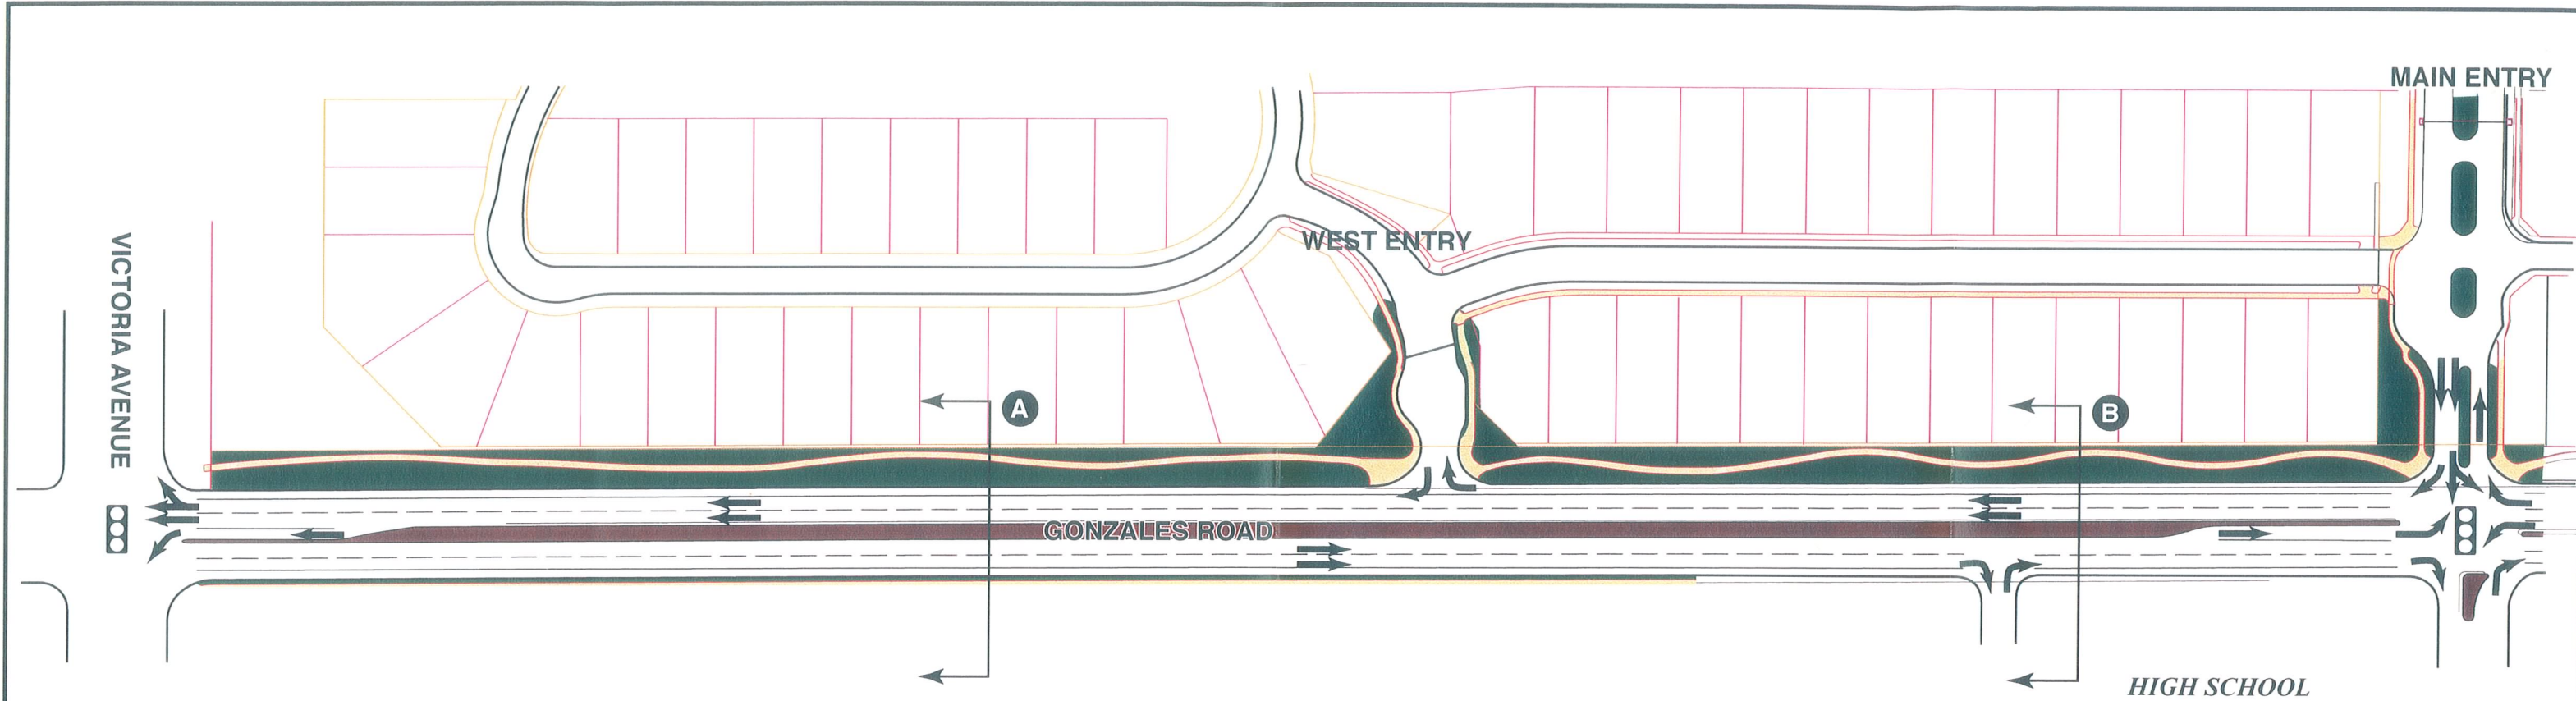 MAIN ENTRY
WEST ENTRY
VICTORIA AVENUE
A
B
GONZALES ROAD
HIGH SCHOOL